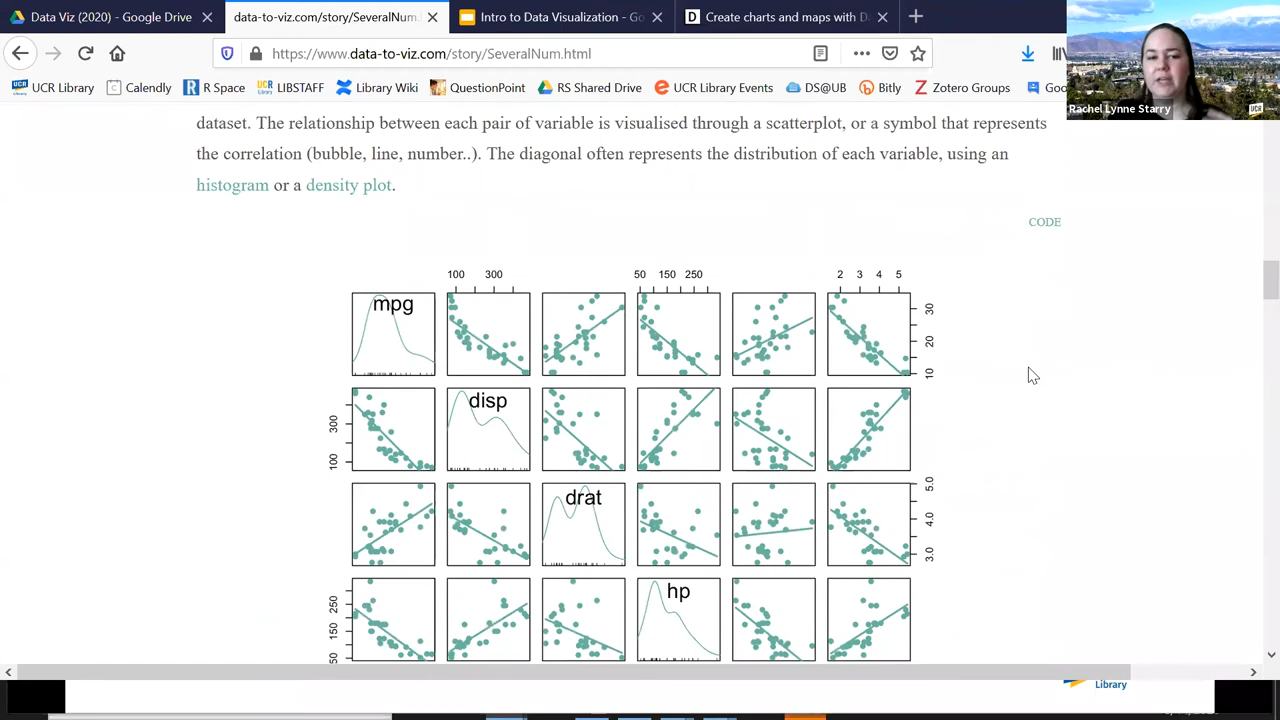 Data Viz (2020) - Google Drive
data-to-viz.com/story/SeveralNum.
Intro to Data Visualization - Go
Create charts and maps with D
https://www.data-to-viz.com/story/SeveralNum.html
UCR Library
Calendly
R Space
LIBSTAFF
Library Wiki
QuestionPoint
RS Shared Drive
UCR Library Events
DS@UB
Bitly
Zotero Groups
Goo
Rachel Lynne Starry
UCR
dataset. The relationship between each pair of variable is visualised through a scatterplot, or a symbol that represents
the correlation (bubble, line, number..). The diagonal often represents the distribution of each variable, using an
histogram or a density plot.
CODE
100 300
50 150 250
2 3 4 5
mpg
30
20
10
disp
300
100
drat
5.0
4.0
3.0
hp
250
150
50
Library